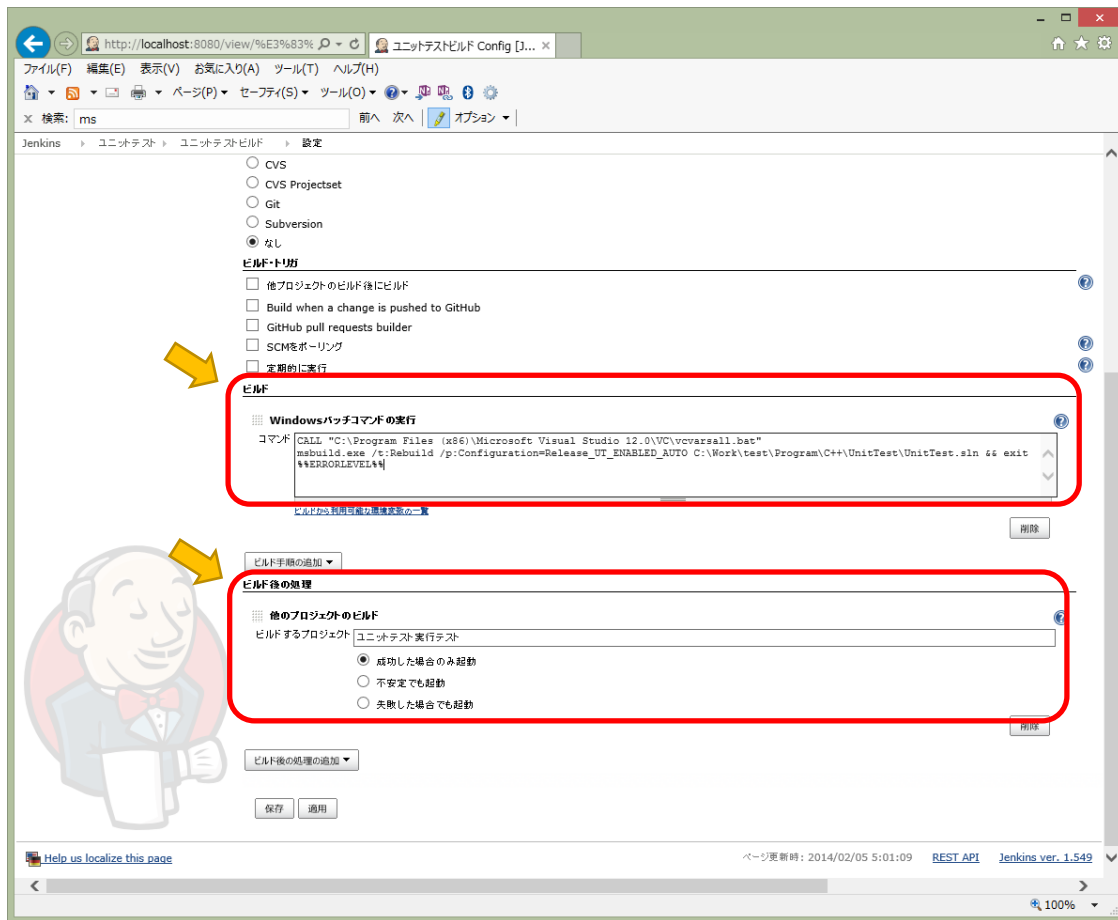 http://localhost:8080/view/%E3%83%
ユニットテストビルド Config [J...
ファイル(F) 編集(E) 表示(V) お気に入り(A) ツール(T) ヘルプ(H)
ページ(P) セーフティ(S) ツール(O)
x 検索: ms 前へ 次へ オプション
Jenkins ユニットテスト ユニットテストビルド 設定
CVS
CVS Projectset
Git
Subversion
なし
ビルド・トリガ
他プロジェクトのビルド後にビルド
Build when a change is pushed to GitHub
GitHub pull requests builder
SCMをポーリング
定期的に実行
ビルド
Windowsバッチコマンドの実行
コマンド
CALL "C:\Program Files (x86)\Microsoft Visual Studio 12.0\VC\vcvarsall.bat"
msbuild.exe /t:Rebuild /p:Configuration=Release_UT_ENABLED_AUTO C:\Work\test\Program\C++\UnitTest\UnitTest.sln && exit
%%ERRORLEVEL%%
ビルドから利用可能な環境変数の一覧
削除
ビルド手順の追加
ビルド後の処理
他のプロジェクトのビルド
ビルドするプロジェクト ユニットテスト実行テスト
成功した場合のみ起動
不安定でも起動
失敗した場合でも起動
削除
ビルド後の処理の追加
保存 適用
Help us localize this page ページ更新時: 2014/02/05 5:01:09 REST API Jenkins ver. 1.549
100%